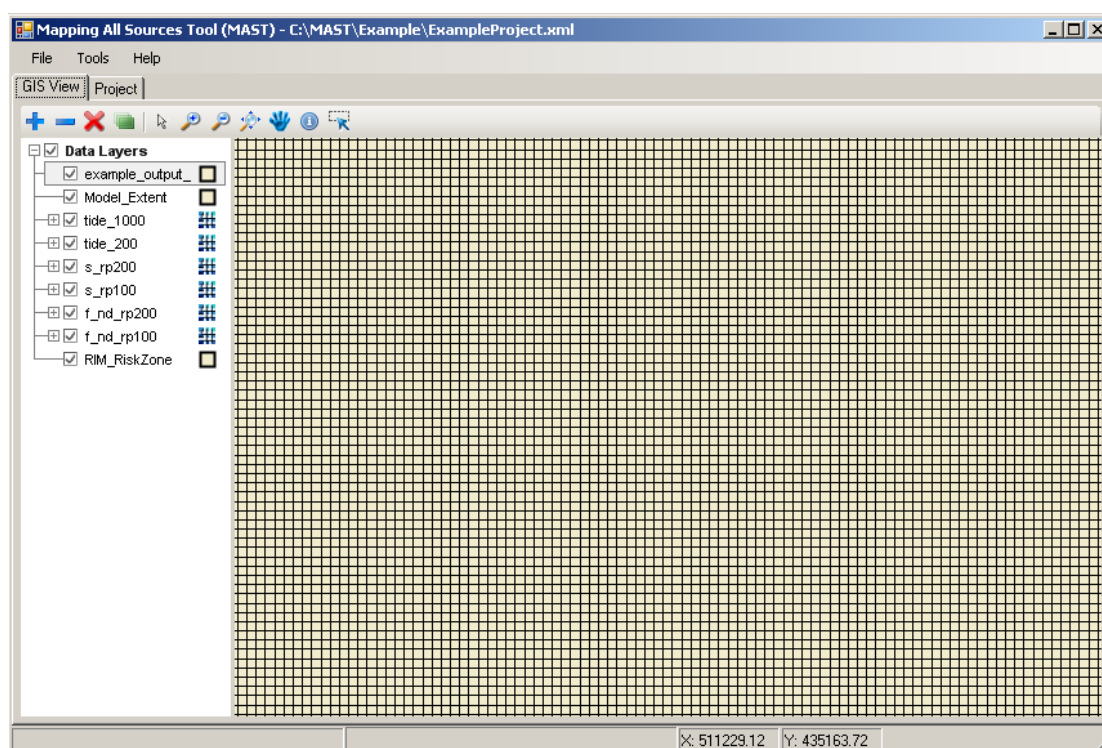 Mapping All Sources Tool (MAST) - C:\MAST\Example\ExampleProject.xml
File Tools Help
GIS View Project
Data Layers
example_output_
Model_Extent
tide_1000
tide_200
s_rp200
s_rp100
f_nd_rp200
f_nd_rp100
RIM_RiskZone
X: 511229.12 Y: 435163.72